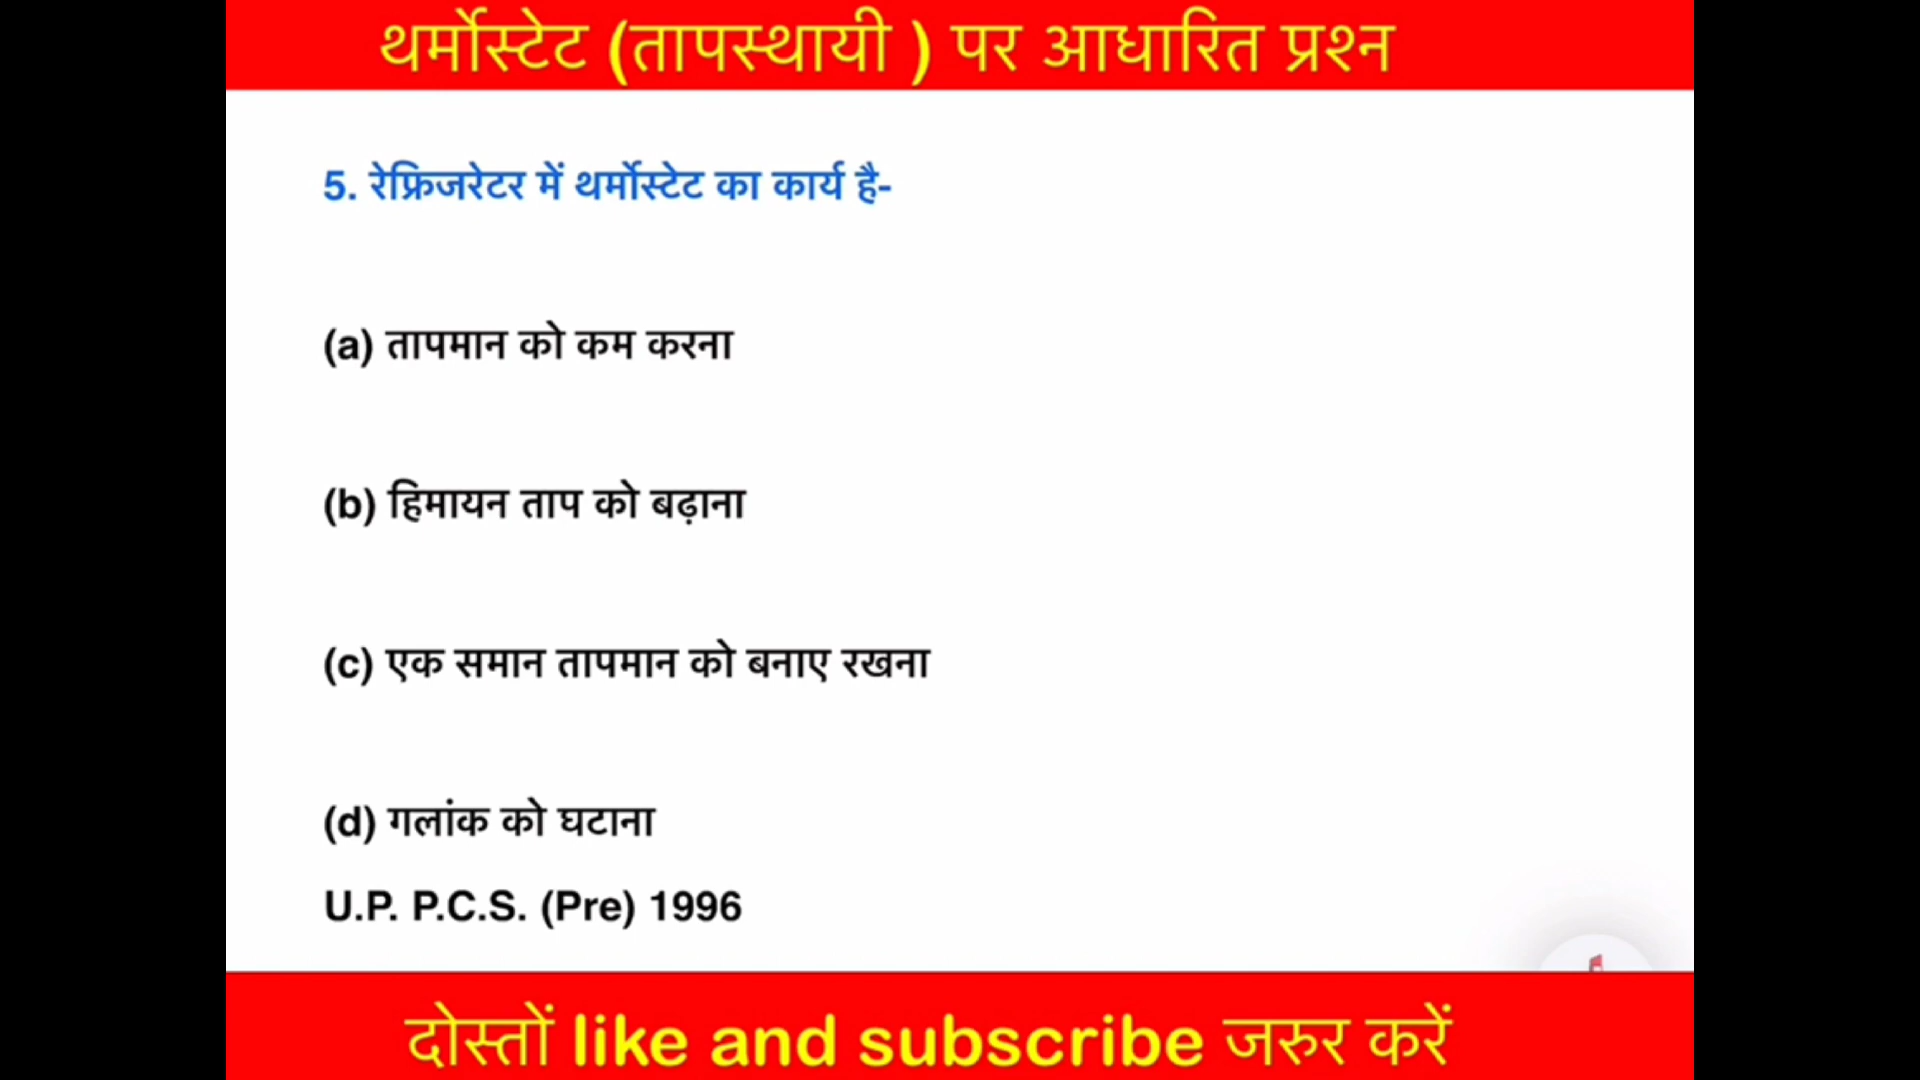 थर्मोस्टेट (तापस्थायी ) पर आधारित प्रश्न
5. रेफ्रिजरेटर में थर्मोस्टेट का कार्य है-
(a) तापमान को कम करना
(b) हिमायन ताप को बढ़ाना
(c) एक समान तापमान को बनाए रखना
(d) गलांक को घटाना
U.P. P.C.S. (Pre) 1996
दोस्तों like and subscribe जरुर करें